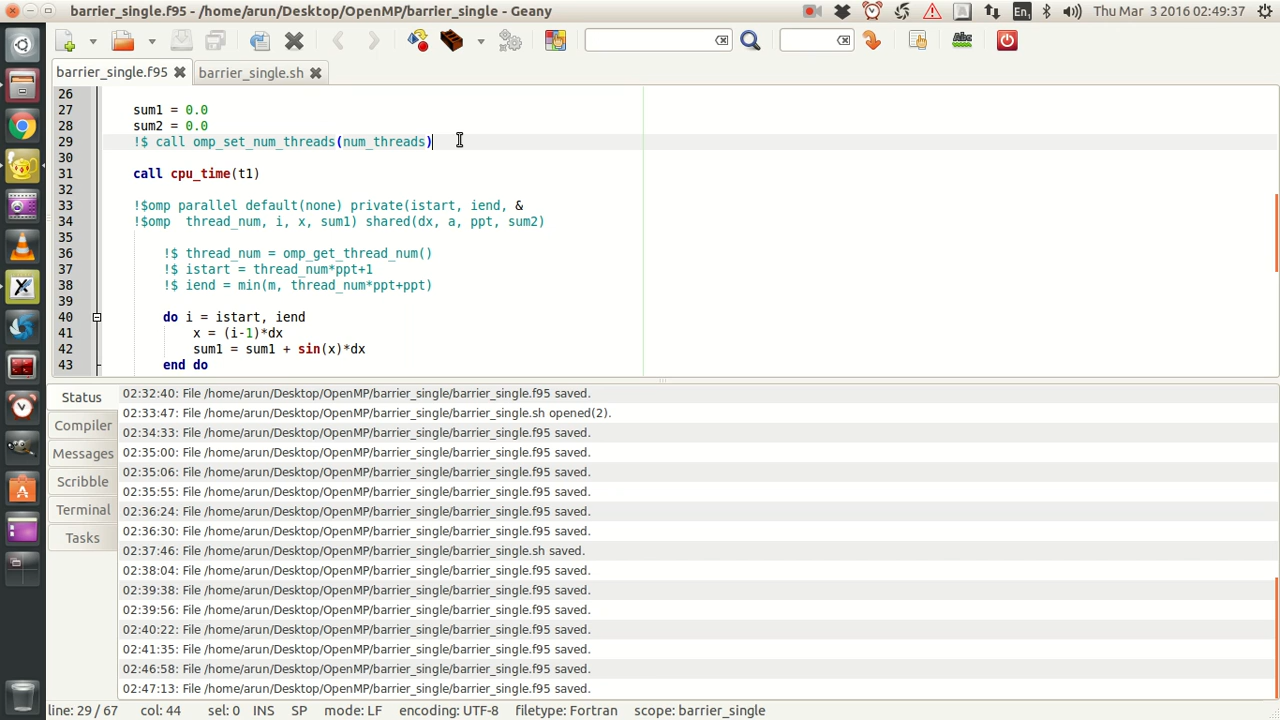 barrier_single.f95 - /home/arun/Desktop/OpenMP/barrier_single - Geany
En1
Thu Mar 3 2016 02:49:37
barrier_single.f95
barrier_single.sh
26
27 sum1 = 0.0
28 sum2 = 0.0
29 !$ call omp_set_num_threads(num_threads)
30
31 call cpu_time(t1)
32
33 !$omp parallel default(none) private(istart, iend, &
34 !$omp  thread_num, i, x, sum1) shared(dx, a, ppt, sum2)
35
36 !$ thread_num = omp_get_thread_num()
37 !$ istart = thread_num*ppt+1
38 !$ iend = min(m, thread_num*ppt+ppt)
39
40 do i = istart, iend
41 x = (i-1)*dx
42 sum1 = sum1 + sin(x)*dx
43 end do
Status
Compiler
Messages
Scribble
Terminal
Tasks
02:32:40: File /home/arun/Desktop/OpenMP/barrier_single/barrier_single.f95 saved.
02:33:47: File /home/arun/Desktop/OpenMP/barrier_single/barrier_single.sh opened(2).
02:34:33: File /home/arun/Desktop/OpenMP/barrier_single/barrier_single.f95 saved.
02:35:00: File /home/arun/Desktop/OpenMP/barrier_single/barrier_single.f95 saved.
02:35:06: File /home/arun/Desktop/OpenMP/barrier_single/barrier_single.f95 saved.
02:35:55: File /home/arun/Desktop/OpenMP/barrier_single/barrier_single.f95 saved.
02:36:24: File /home/arun/Desktop/OpenMP/barrier_single/barrier_single.f95 saved.
02:36:30: File /home/arun/Desktop/OpenMP/barrier_single/barrier_single.f95 saved.
02:37:46: File /home/arun/Desktop/OpenMP/barrier_single/barrier_single.sh saved.
02:38:04: File /home/arun/Desktop/OpenMP/barrier_single/barrier_single.f95 saved.
02:39:38: File /home/arun/Desktop/OpenMP/barrier_single/barrier_single.f95 saved.
02:39:56: File /home/arun/Desktop/OpenMP/barrier_single/barrier_single.f95 saved.
02:40:22: File /home/arun/Desktop/OpenMP/barrier_single/barrier_single.f95 saved.
02:41:35: File /home/arun/Desktop/OpenMP/barrier_single/barrier_single.f95 saved.
02:46:58: File /home/arun/Desktop/OpenMP/barrier_single/barrier_single.f95 saved.
02:47:13: File /home/arun/Desktop/OpenMP/barrier_single/barrier_single.f95 saved.
line: 29 / 67 col: 44 sel: 0 INS SP mode: LF encoding: UTF-8 filetype: Fortran scope: barrier_single